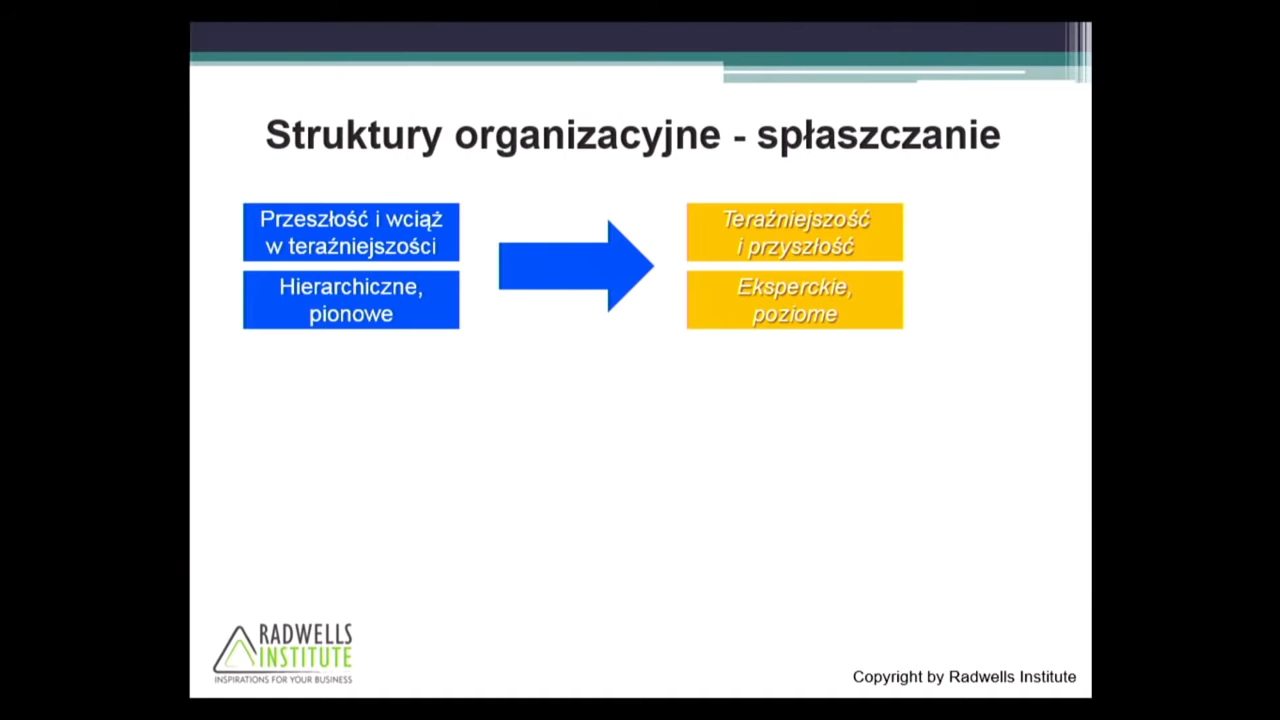 Struktury organizacyjne - spłaszczanie
Przeszłość i wciąż
w teraźniejszości
Teraźniejszość
i przyszłość
Hierarchiczne,
pionowe
Eksperckie,
poziome
RADWELLS
INSTITUTE
INSPIRATIONS FOR YOUR BUSINESS
Copyright by Radwells Institute